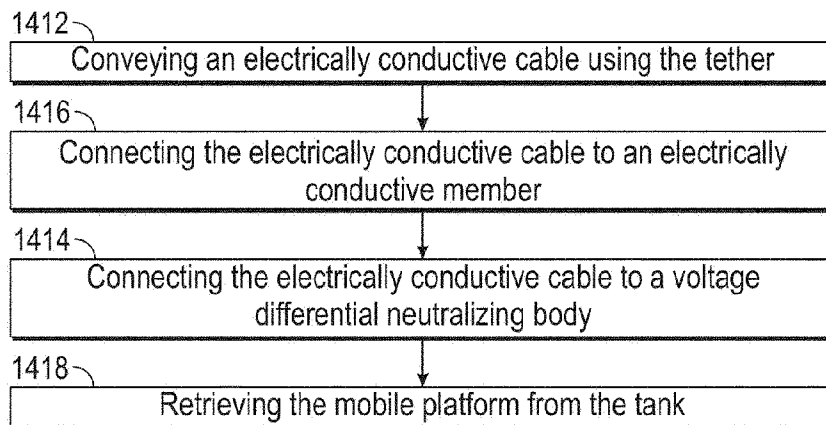 1412
Conveying an electrically conductive cable using the tether
1416
Connecting the electrically conductive cable to an electrically
conductive member
1414
Connecting the electrically conductive cable to a voltage
differential neutralizing body
1418
Retrieving the mobile platform from the tank